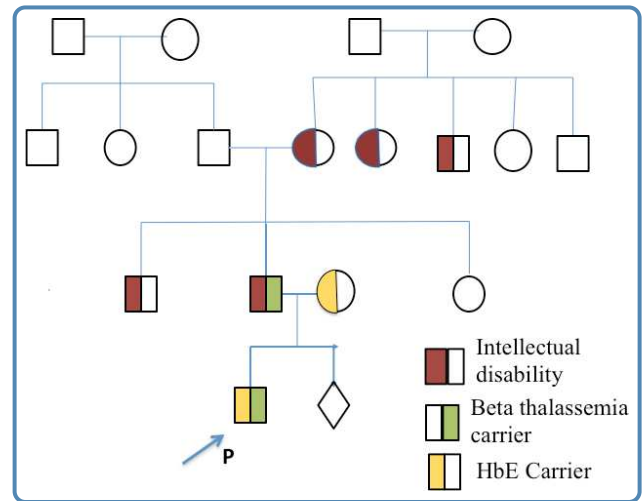 Intellectual
disability
Beta thalassemia
carrier
P
HbE Carrier